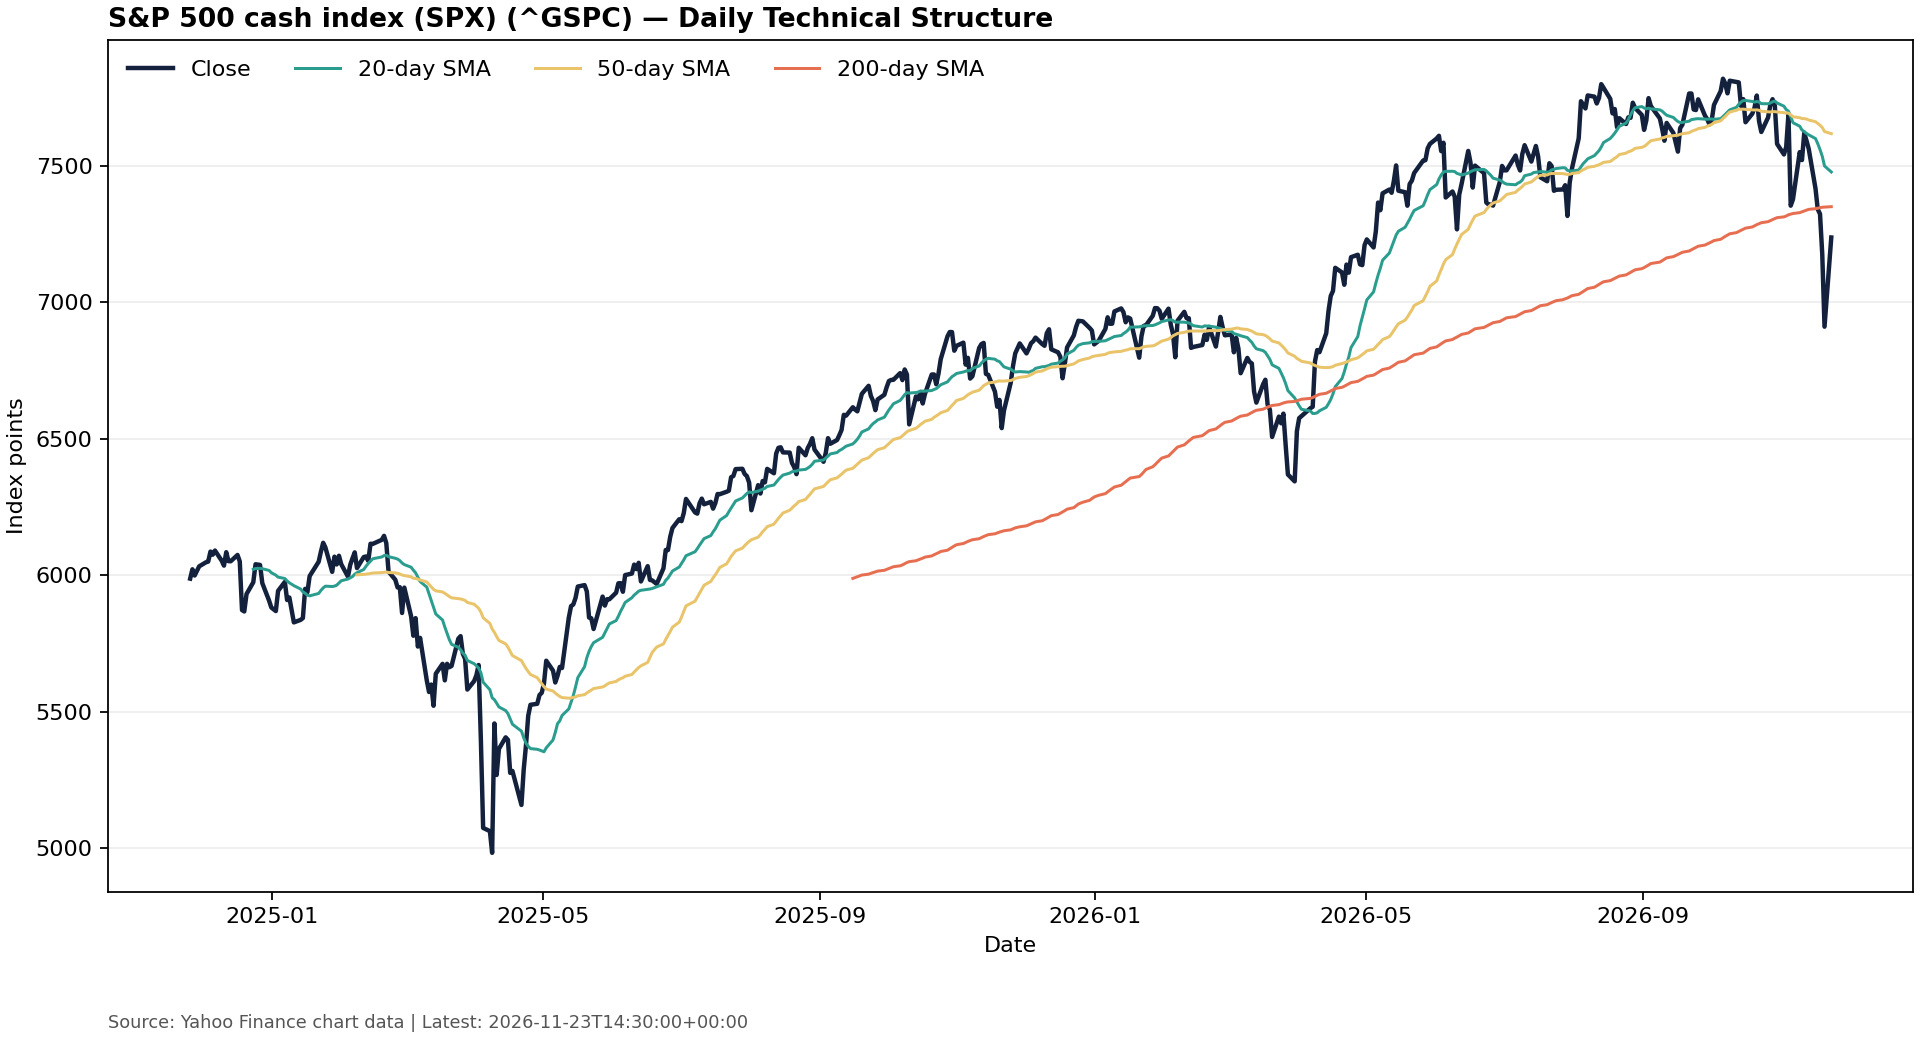 S&P 500 cash index (SPX) (^GSPC) — Daily Technical Structure
Close 20-day SMA 50-day SMA 200-day SMA
7500
7000
6500
6000
5500
5000
Index points
2025-01 2025-05 2025-09 2026-01 2026-05 2026-09
Date
Source: Yahoo Finance chart data | Latest: 2026-11-23T14:30:00+00:00